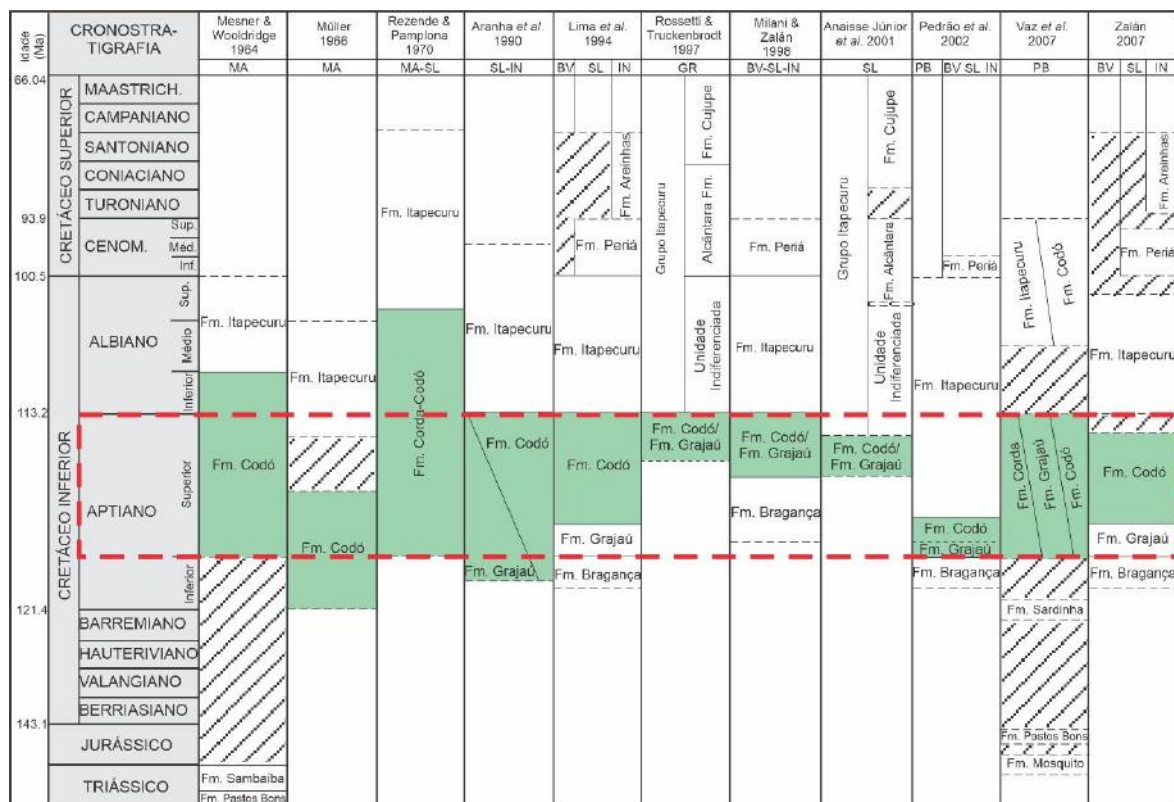 Idade (Ma)
CRONOSTRA-
TIGRAFIA
Mesner &
Wooldridge
1964
Müller
1966
Rezende &
Pamplona
1970
Aranha et al.
1990
Lima et al.
1994
Rossetti &
Truckenbrodt
1997
Milani &
Zalán
1998
Anaisse Júnior
et al. 2001
Pedrão et al.
2002
Vaz et al.
2007
Zalán
2007
MA
MA
MA-SL
SL-IN
BV SL IN
GR
BV-SL-IN
SL
PB BV SL IN
PB
BV SL IN
66.04
93.9
100.5
113.2
121.4
143.1
CRETÁCEO SUPERIOR
MAASTRICH.
CAMPANIANO
SANTONIANO
CONIACIANO
TURONIANO
CENOM.
Sup.
Méd.
Inf.
CRETÁCEO INFERIOR
ALBIANO
Sup.
Médio
Inferior
APTIANO
Superior
Inferior
BARREMIANO
HAUTERIVIANO
VALANGIANO
BERRIASIANO
JURÁSSICO
TRIÁSSICO
Fm. Itapecuru
Fm. Codó
Fm. Sambaíba
Fm. Pastos Bons
Fm. Itapecuru
Fm. Codó
Fm. Itapecuru
Fm. Corda-Codó
Fm. Itapecuru
Fm. Codó
Fm. Grajaú
Fm. Areinhas
Fm. Periá
Fm. Itapecuru
Fm. Codó
Fm. Grajaú
Fm. Bragança
Grupo Itapecuru
Fm. Cujupe
Alcântara Fm.
Unidade
Indiferenciada
Fm. Codó/
Fm. Grajaú
Fm. Periá
Fm. Itapecuru
Fm. Codó/
Fm. Grajaú
Fm. Bragança
Grupo Itapecuru
Fm. Cujupe
Fm. Alcântara
Unidade
Indiferenciada
Fm. Codó/
Fm. Grajaú
Fm. Periá
Fm. Itapecuru
Fm. Codó
Fm. Grajaú
Fm. Bragança
Fm. Itapecuru
Fm. Codó
Fm. Corda
Fm. Grajaú
Fm. Codó
Fm. Sardinha
Fm. Pastos Bons
Fm. Mosquito
Fm. Areinhas
Fm. Periá
Fm. Itapecuru
Fm. Codó
Fm. Grajaú
Fm. Bragança